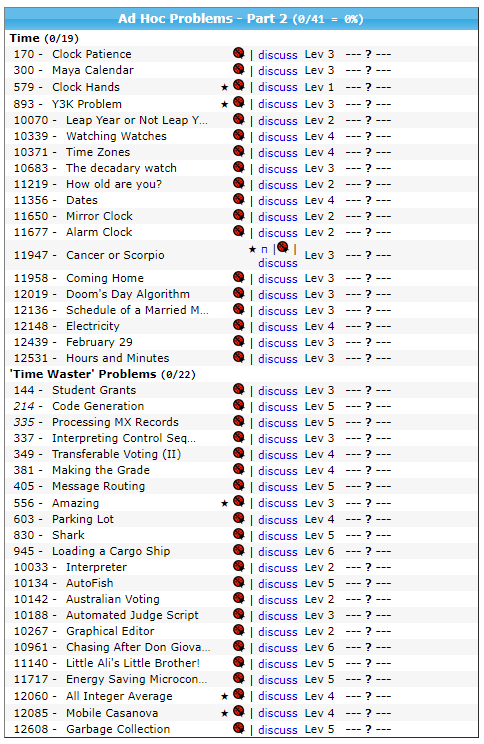 Ad Hoc Problems - Part 2 (0/41 = 0%)
Time (0/19)
170 - Clock Patience | discuss Lev 3 --- ? ---
300 - Maya Calendar | discuss Lev 3 --- ? ---
579 - Clock Hands ★ | discuss Lev 1 --- ? ---
893 - Y3K Problem ★ | discuss Lev 3 --- ? ---
10070 - Leap Year or Not Leap Y... | discuss Lev 2 --- ? ---
10339 - Watching Watches | discuss Lev 4 --- ? ---
10371 - Time Zones | discuss Lev 4 --- ? ---
10683 - The decadary watch | discuss Lev 3 --- ? ---
11219 - How old are you? | discuss Lev 2 --- ? ---
11356 - Dates | discuss Lev 4 --- ? ---
11650 - Mirror Clock | discuss Lev 2 --- ? ---
11677 - Alarm Clock | discuss Lev 2 --- ? ---
11947 - Cancer or Scorpio ★ п | | discuss Lev 3 --- ? ---
11958 - Coming Home | discuss Lev 3 --- ? ---
12019 - Doom's Day Algorithm | discuss Lev 3 --- ? ---
12136 - Schedule of a Married M... | discuss Lev 3 --- ? ---
12148 - Electricity | discuss Lev 4 --- ? ---
12439 - February 29 | discuss Lev 3 --- ? ---
12531 - Hours and Minutes | discuss Lev 3 --- ? ---
'Time Waster' Problems (0/22)
144 - Student Grants | discuss Lev 3 --- ? ---
214 - Code Generation | discuss Lev 5 --- ? ---
335 - Processing MX Records | discuss Lev 5 --- ? ---
337 - Interpreting Control Seq... | discuss Lev 3 --- ? ---
349 - Transferable Voting (II) | discuss Lev 4 --- ? ---
381 - Making the Grade | discuss Lev 4 --- ? ---
405 - Message Routing | discuss Lev 5 --- ? ---
556 - Amazing ★ | discuss Lev 3 --- ? ---
603 - Parking Lot | discuss Lev 4 --- ? ---
830 - Shark | discuss Lev 5 --- ? ---
945 - Loading a Cargo Ship | discuss Lev 6 --- ? ---
10033 - Interpreter | discuss Lev 2 --- ? ---
10134 - AutoFish | discuss Lev 5 --- ? ---
10142 - Australian Voting | discuss Lev 2 --- ? ---
10188 - Automated Judge Script | discuss Lev 3 --- ? ---
10267 - Graphical Editor | discuss Lev 2 --- ? ---
10961 - Chasing After Don Giova... | discuss Lev 6 --- ? ---
11140 - Little Ali's Little Brother! | discuss Lev 5 --- ? ---
11717 - Energy Saving Microcon... | discuss Lev 5 --- ? ---
12060 - All Integer Average ★ | discuss Lev 4 --- ? ---
12085 - Mobile Casanova ★ | discuss Lev 4 --- ? ---
12608 - Garbage Collection | discuss Lev 5 --- ? ---